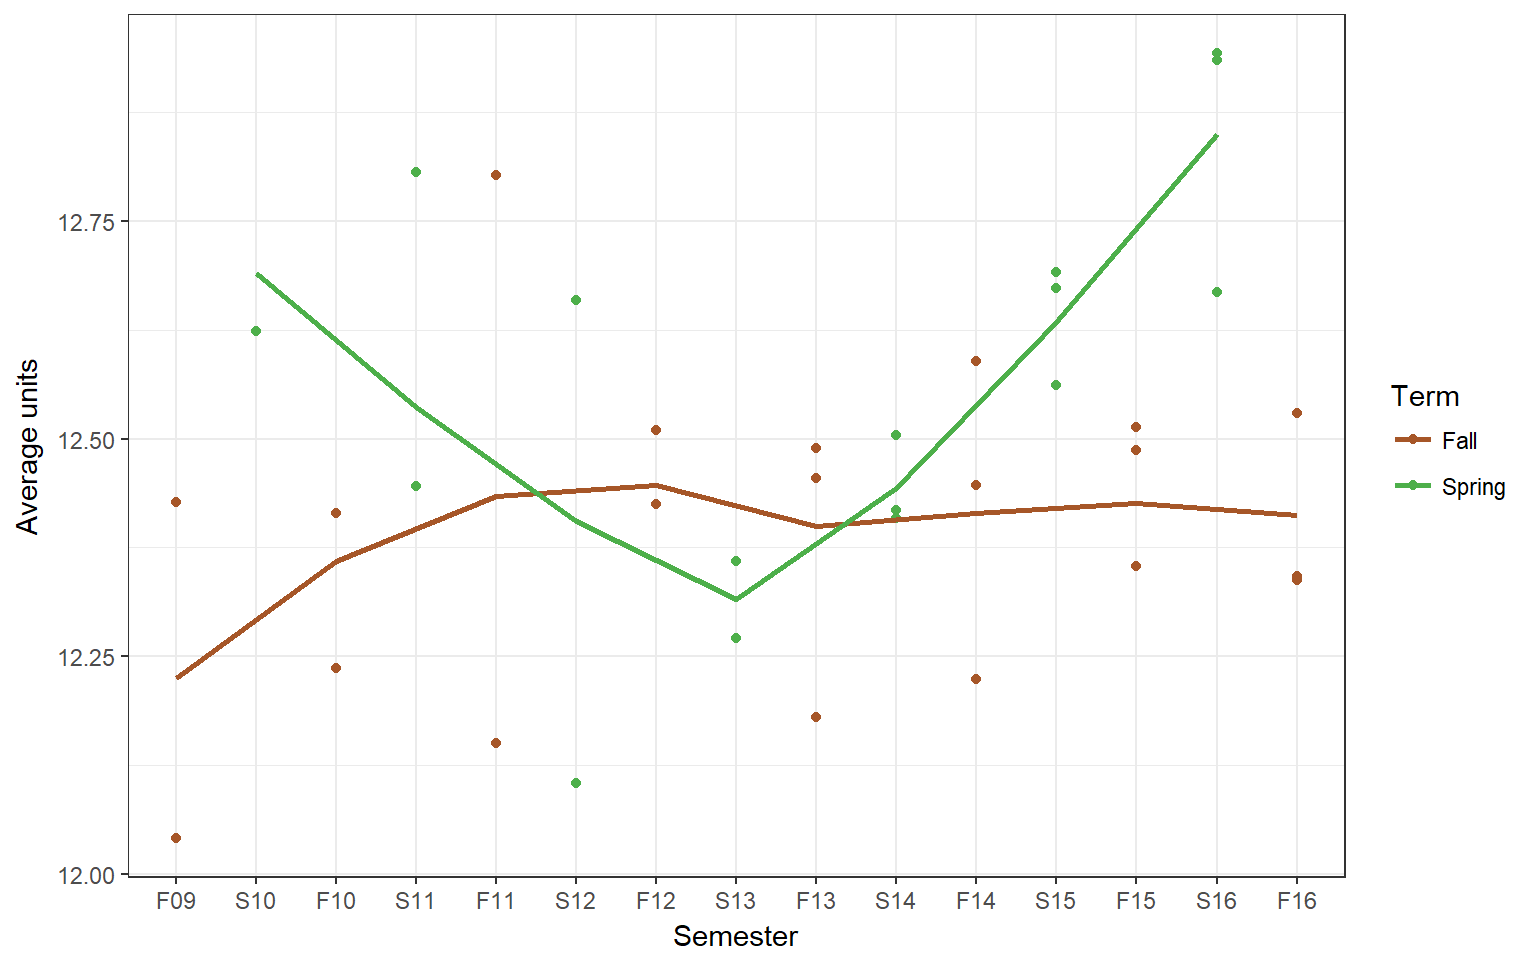 12.75
12.50
12.25
12.00
Average units
F09 S10 F10 S11 F11 S12 F12 S13 F13 S14 F14 S15 F15 S16 F16
Semester
Term
Fall
Spring